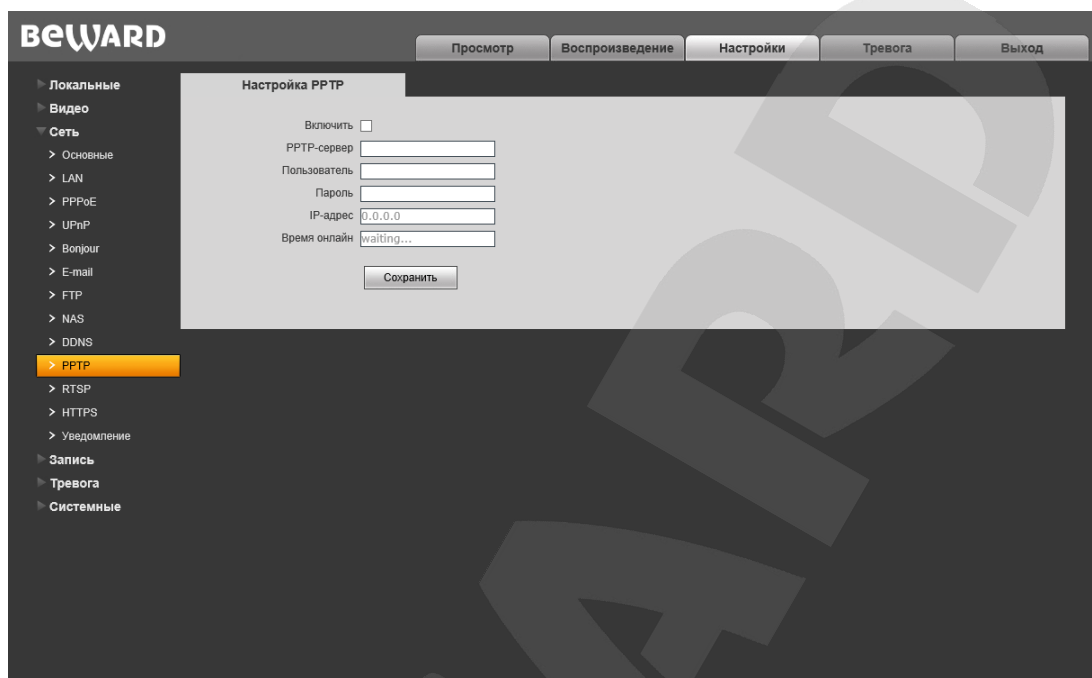 BEWARD
Просмотр
Воспроизведение
Настройки
Тревога
Выход
Локальные
Видео
Сеть
> Основные
> LAN
> PPPoE
> UPnP
> Bonjour
> E-mail
> FTP
> NAS
> DDNS
> PPTP
> RTSP
> HTTPS
> Уведомление
Запись
Тревога
Системные
Настройка PPTP
Включить
PPTP-сервер
Пользователь
Пароль
IP-адрес 0.0.0.0
Время онлайн waiting...
Сохранить